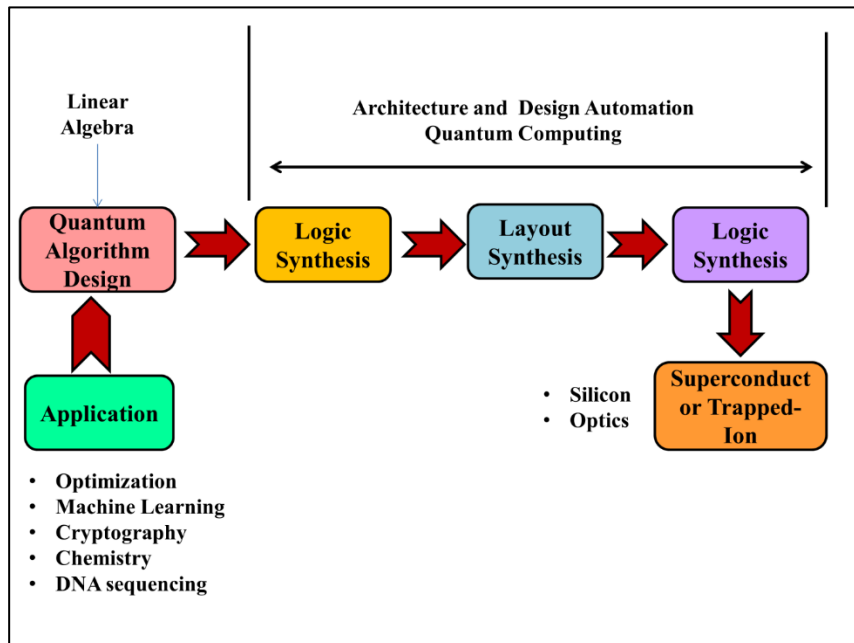 Linear
Algebra
Architecture and Design Automation
Quantum Computing
Quantum
Algorithm
Design
Logic
Synthesis
Layout
Synthesis
Logic
Synthesis
Application
• Silicon
• Optics
Superconduct
or Trapped-
Ion
• Optimization
• Machine Learning
• Cryptography
• Chemistry
• DNA sequencing